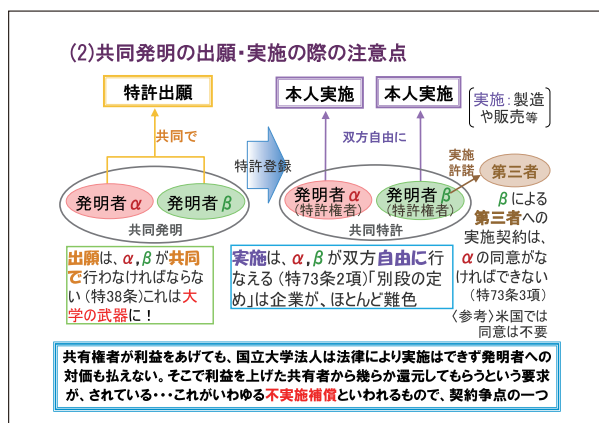 (2)共同発明の出願・実施の際の注意点
特許出願
共同で
発明者α
発明者β
共同発明
特許登録
本人実施
本人実施
実施：製造
や販売等
双方自由に
発明者α
(特許権者)
発明者β
(特許権者)
共同特許
実施
許諾
第三者
βによる
第三者への
実施契約は、
αの同意がな
ければできない
(特73条3項)
〈参考〉米国では
同意は不要
出願は、α,βが共同
で行わなければならな
い(特38条)これは大
学の武器に！
実施は、α,βが双方自由に行
なえる(特73条2項)「別段の定
め」は企業が、ほとんど難色
共有権者が利益をあげても、国立大学法人は法律により実施はできず発明者への
対価も払えない。そこで利益を上げた共有者から幾らか還元してもらうという要求
が、されている・・・これがいわゆる不実施補償といわれるもので、契約争点の一つ